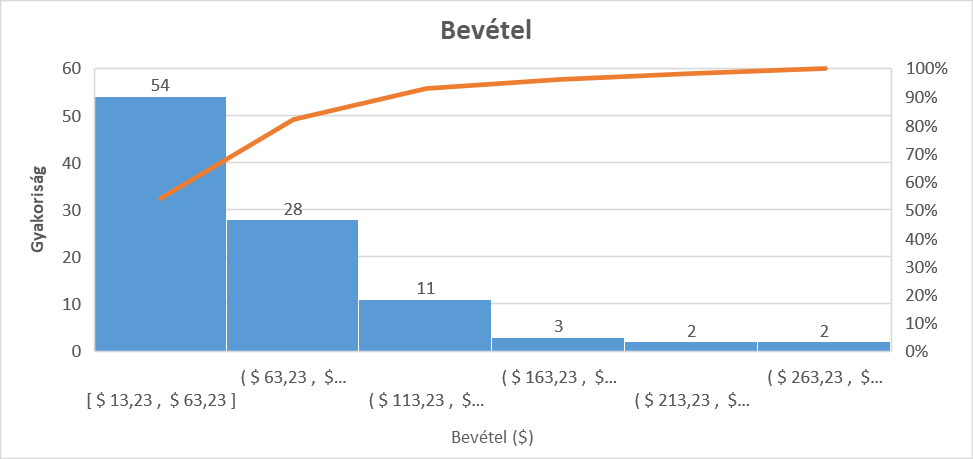 Bevétel
60
50
40
30
20
10
0
Gyakoriság
54
28
11
3
2
2
100%
90%
80%
70%
60%
50%
40%
30%
20%
10%
0%
[ $ 13,23 , $ 63,23 ]
( $ 63,23 , $...
( $ 113,23 , $...
( $ 163,23 , $...
( $ 213,23 , $...
( $ 263,23 , $...
Bevétel ($)